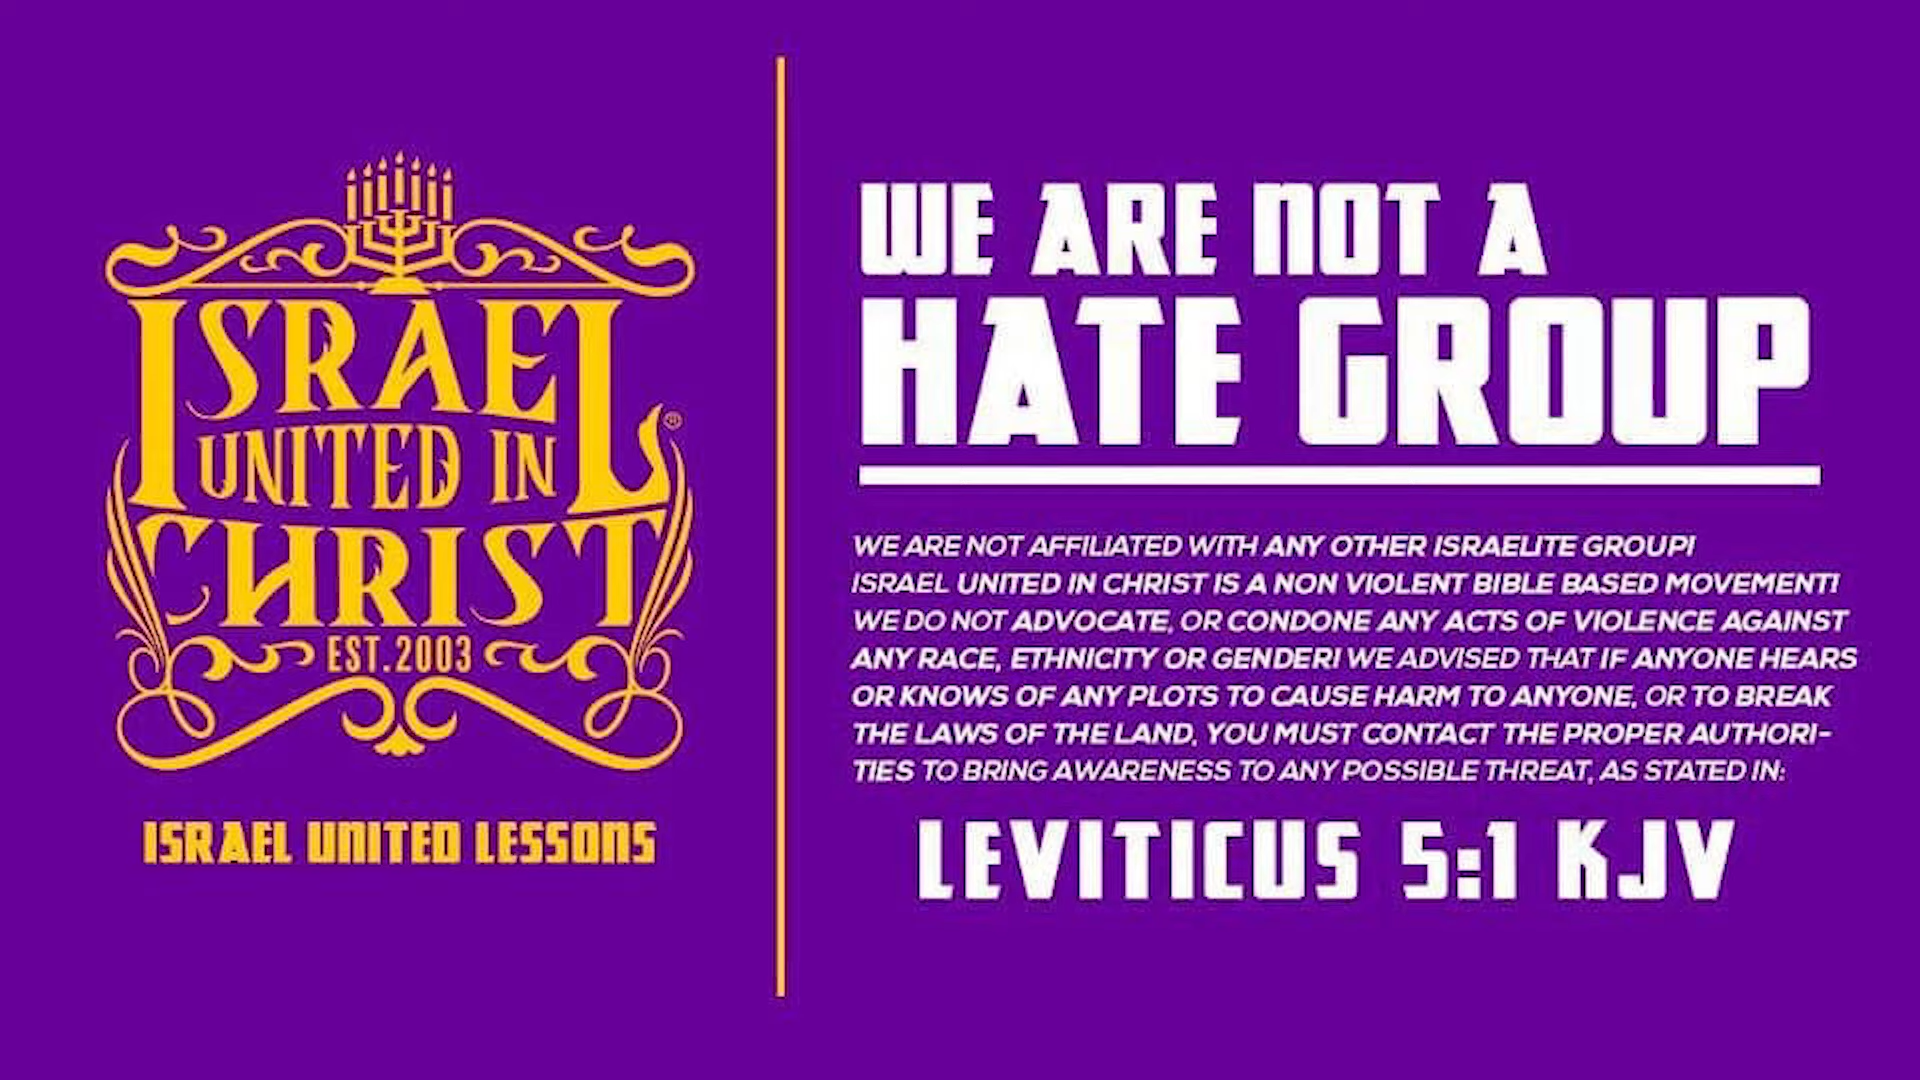 ISRAEL
UNITED IN
CHRIST
®
EST.2003
ISRAEL UNITED LESSONS
WE ARE NOT A
HATE GROUP
WE ARE NOT AFFILIATED WITH ANY OTHER ISRAELITE GROUP!
ISRAEL UNITED IN CHRIST IS A NON VIOLENT BIBLE BASED MOVEMENT!
WE DO NOT ADVOCATE, OR CONDONE ANY ACTS OF VIOLENCE AGAINST
ANY RACE, ETHNICITY OR GENDER! WE ADVISED THAT IF ANYONE HEARS
OR KNOWS OF ANY PLOTS TO CAUSE HARM TO ANYONE, OR TO BREAK
THE LAWS OF THE LAND, YOU MUST CONTACT THE PROPER AUTHORI-
TIES TO BRING AWARENESS TO ANY POSSIBLE THREAT, AS STATED IN:
LEVITICUS 5:1 KJV